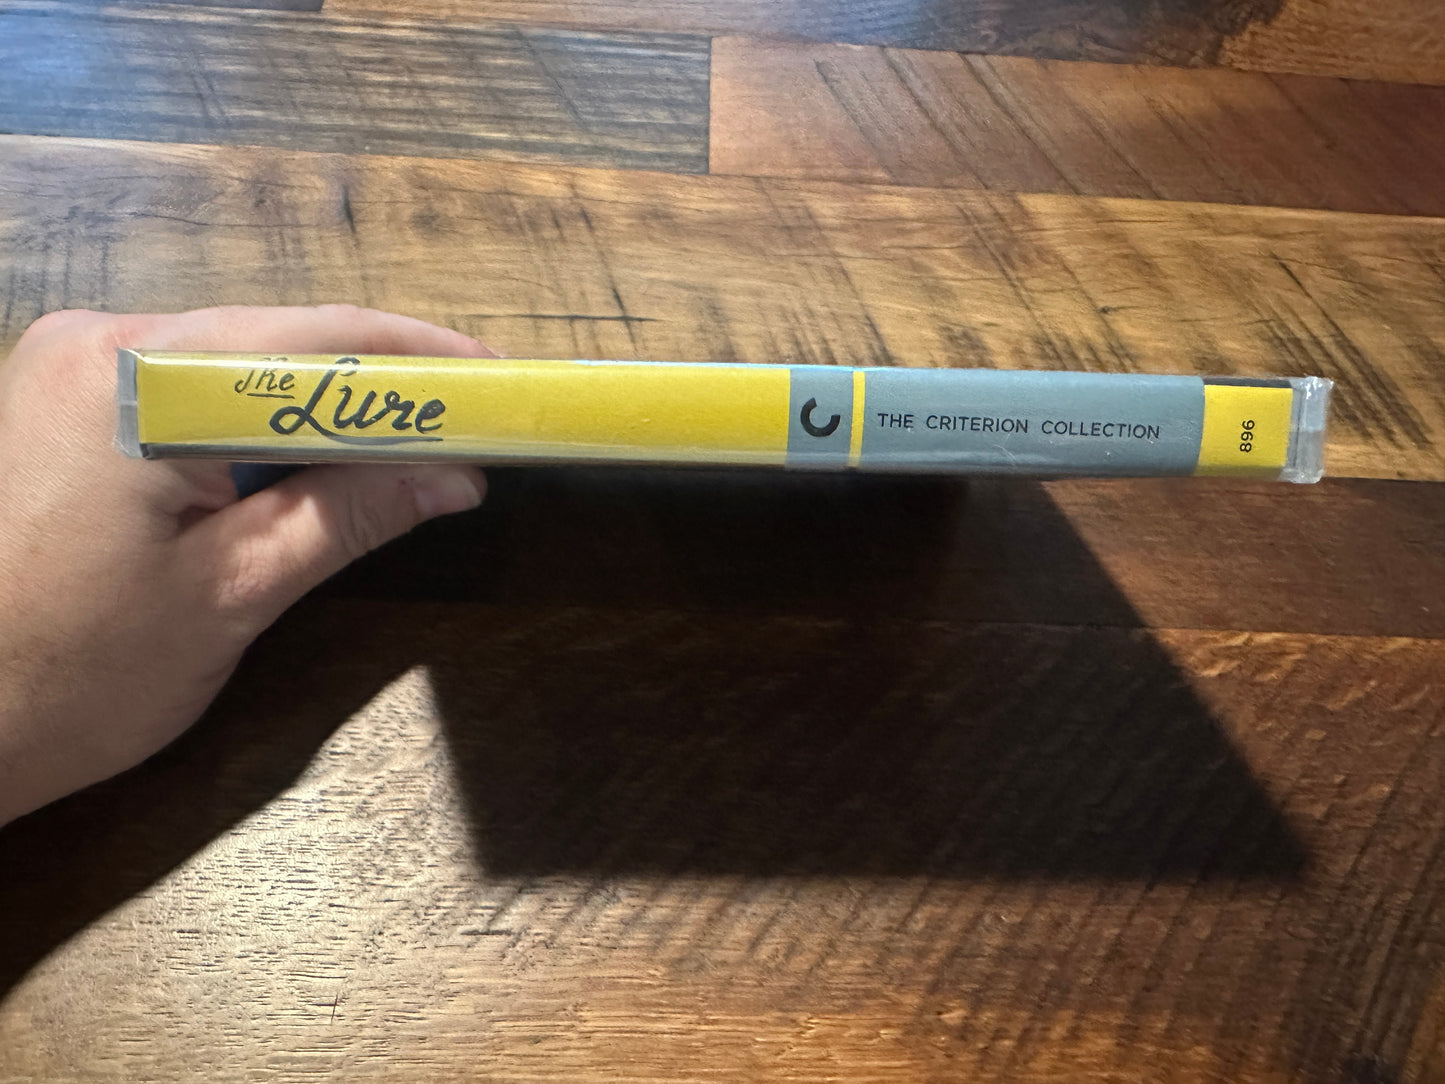 The Lure
THE CRITERION COLLECTION
896